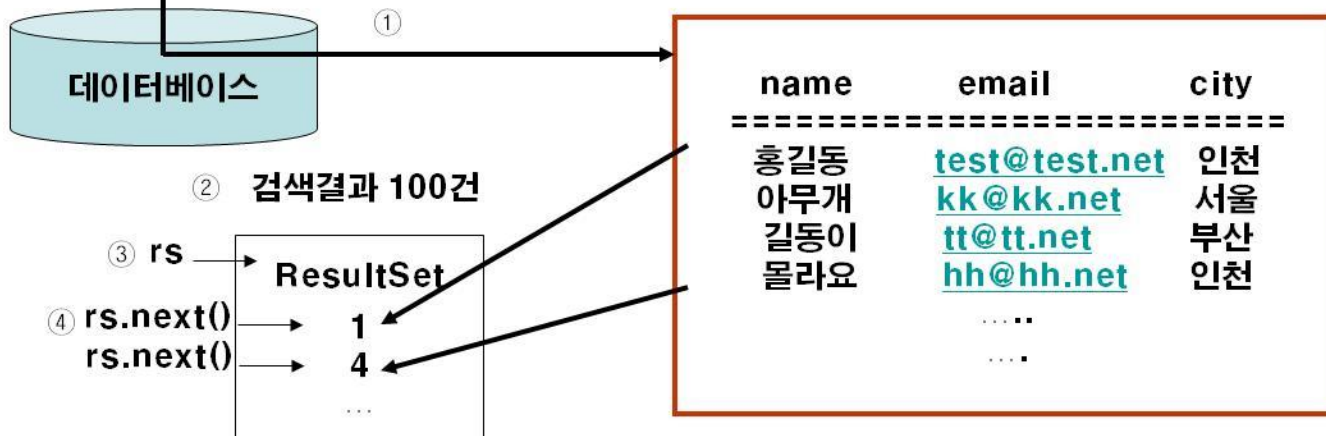 ①
데이터베이스
② 검색결과 100건
③ rs
ResultSet
④ rs.next() 1
rs.next() 4
...
name email city
==========================
홍길동 test@test.net 인천
아무개 kk@kk.net 서울
길동이 tt@tt.net 부산
몰라요 hh@hh.net 인천
.....
....